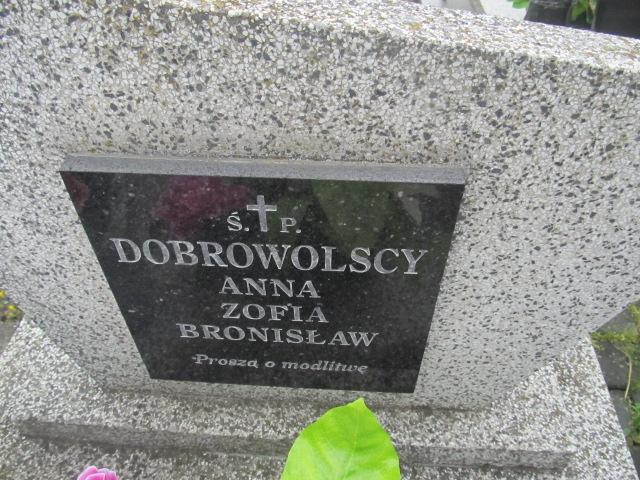 Ś. P.
DOBROWOLSCY
ANNA
ZOFIA
BRONISŁAW
Proszą o modlitwę